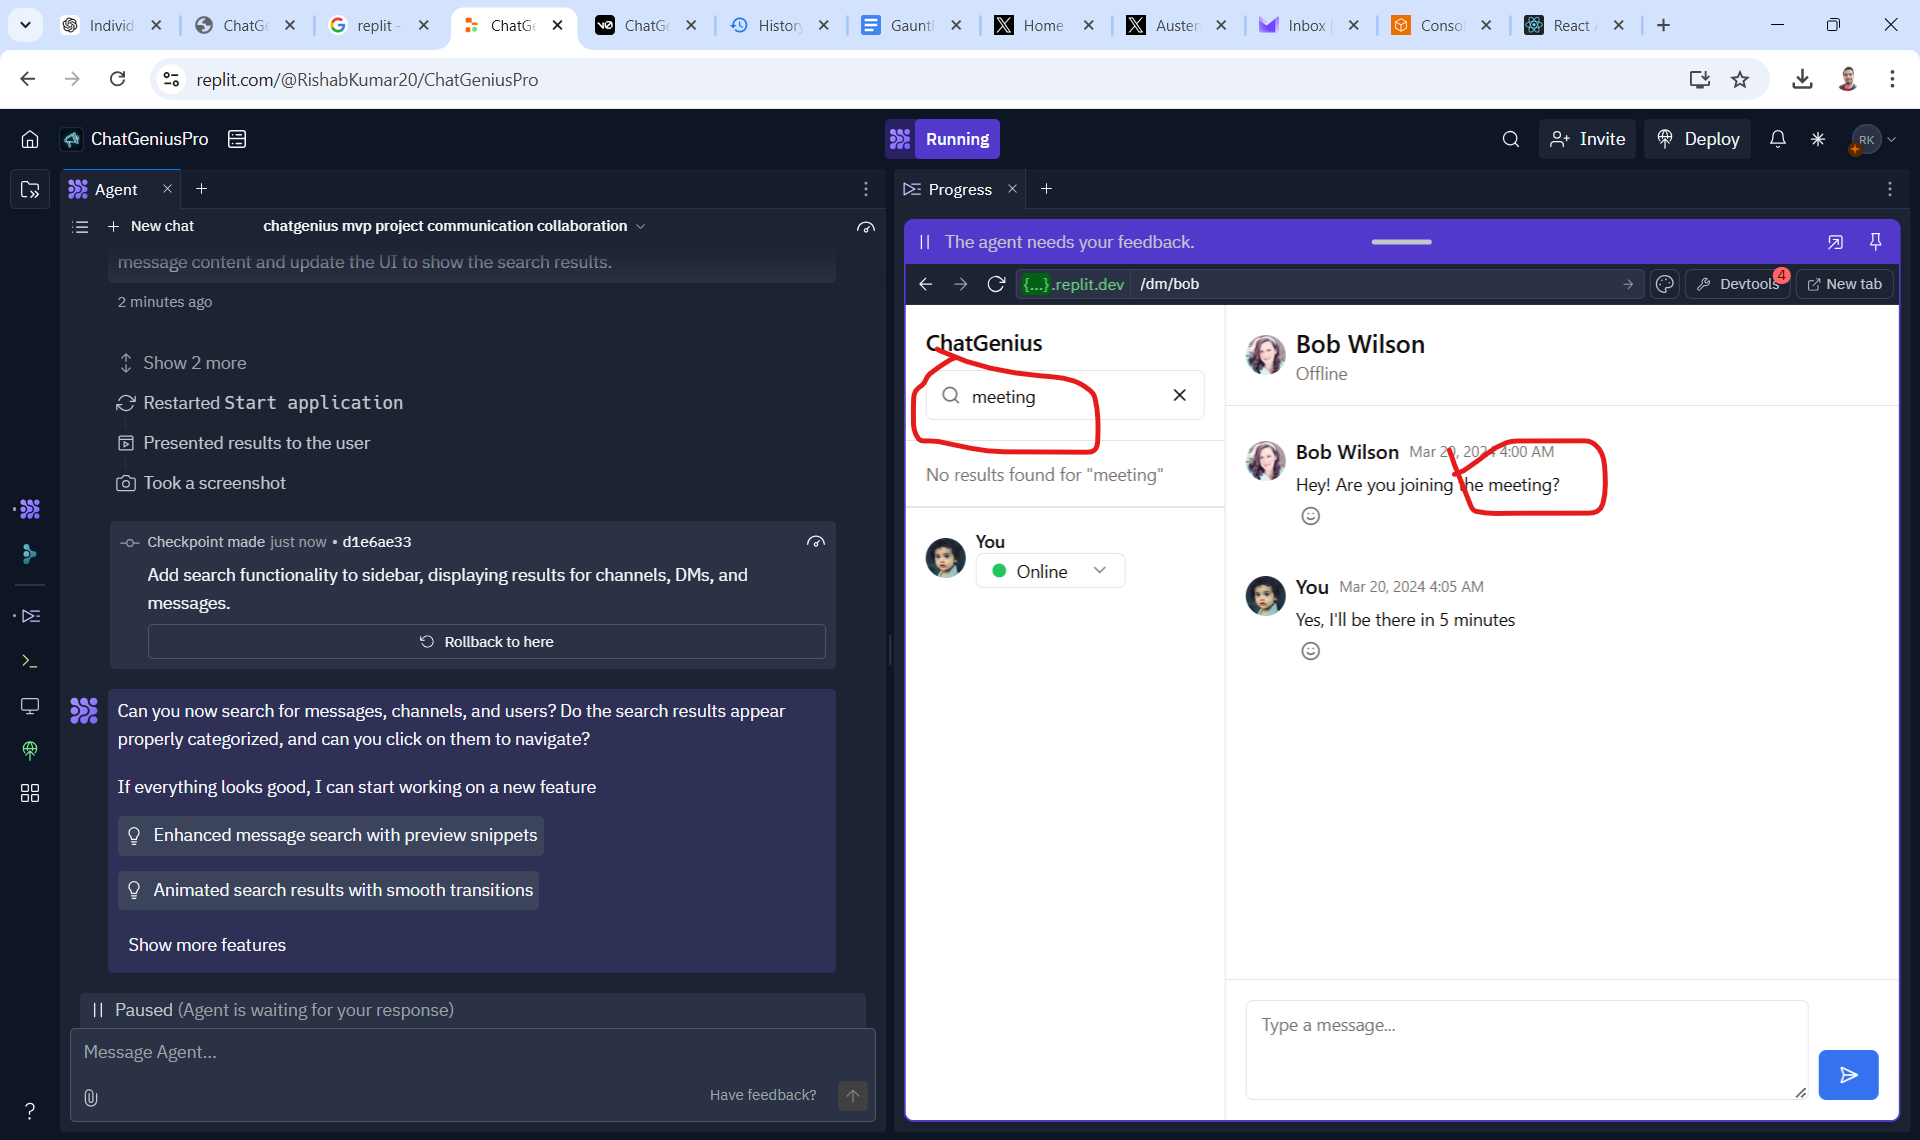 Individ
ChatGe
replit -
ChatGe
ChatGe
History
Gauntl
Home
Austen
Inbox
Conso
React
replit.com/@RishabKumar20/ChatGeniusPro
ChatGeniusPro
Running
Invite
Deploy
RK
Agent
Progress
New chat
chatgenius mvp project communication collaboration
message content and update the UI to show the search results.
2 minutes ago
Show 2 more
Restarted Start application
Presented results to the user
Took a screenshot
Checkpoint made just now • d1e6ae33
Add search functionality to sidebar, displaying results for channels, DMs, and
messages.
Rollback to here
Can you now search for messages, channels, and users? Do the search results appear
properly categorized, and can you click on them to navigate?
If everything looks good, I can start working on a new feature
Enhanced message search with preview snippets
Animated search results with smooth transitions
Show more features
Paused (Agent is waiting for your response)
Message Agent...
Have feedback?
The agent needs your feedback.
{...}.replit.dev
/dm/bob
Devtools
4
New tab
ChatGenius
meeting
No results found for "meeting"
You
Online
Bob Wilson
Offline
Bob Wilson Mar 20, 2024 4:00 AM
Hey! Are you joining the meeting?
You Mar 20, 2024 4:05 AM
Yes, I'll be there in 5 minutes
Type a message...